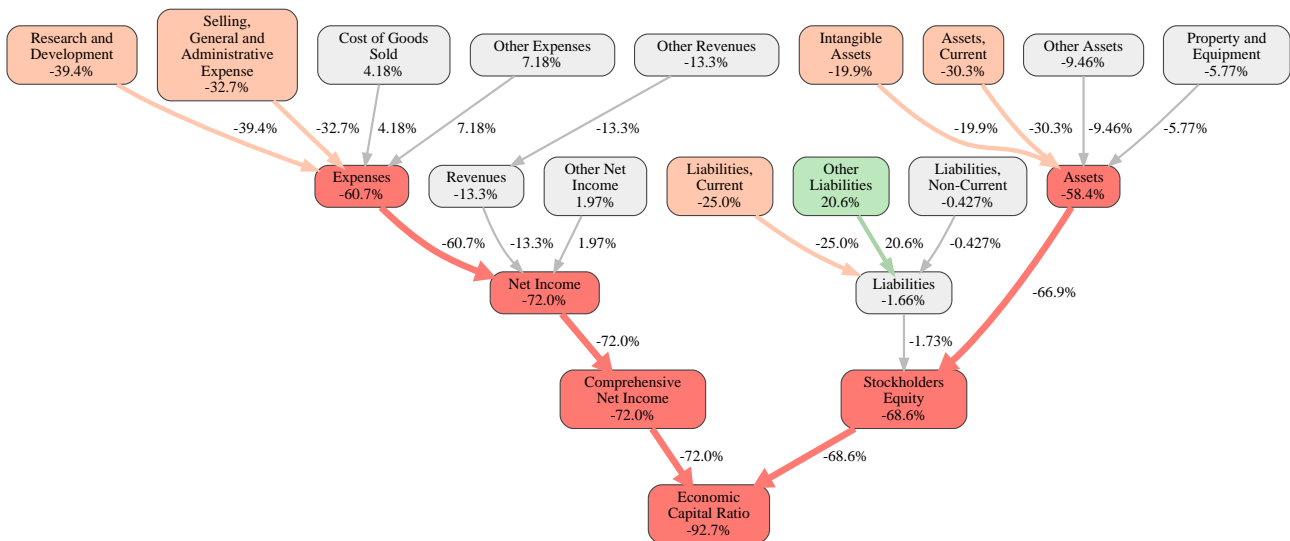 Research and
Development
-39.4%
Selling,
General and
Administrative
Expense
-32.7%
Cost of Goods
Sold
4.18%
Other Expenses
7.18%
Other Revenues
-13.3%
Intangible
Assets
-19.9%
Assets,
Current
-30.3%
Other Assets
-9.46%
Property and
Equipment
-5.77%
-39.4%
-32.7%
4.18%
7.18%
-13.3%
-19.9%
-30.3%
-9.46%
-5.77%
Expenses
-60.7%
Revenues
-13.3%
Other Net
Income
1.97%
Liabilities,
Current
-25.0%
Other
Liabilities
20.6%
Liabilities,
Non-Current
-0.427%
Assets
-58.4%
-60.7%
-13.3%
1.97%
-25.0%
20.6%
-0.427%
Net Income
-72.0%
Liabilities
-1.66%
-66.9%
-72.0%
-1.73%
Comprehensive
Net Income
-72.0%
Stockholders
Equity
-68.6%
-72.0%
-68.6%
Economic
Capital Ratio
-92.7%